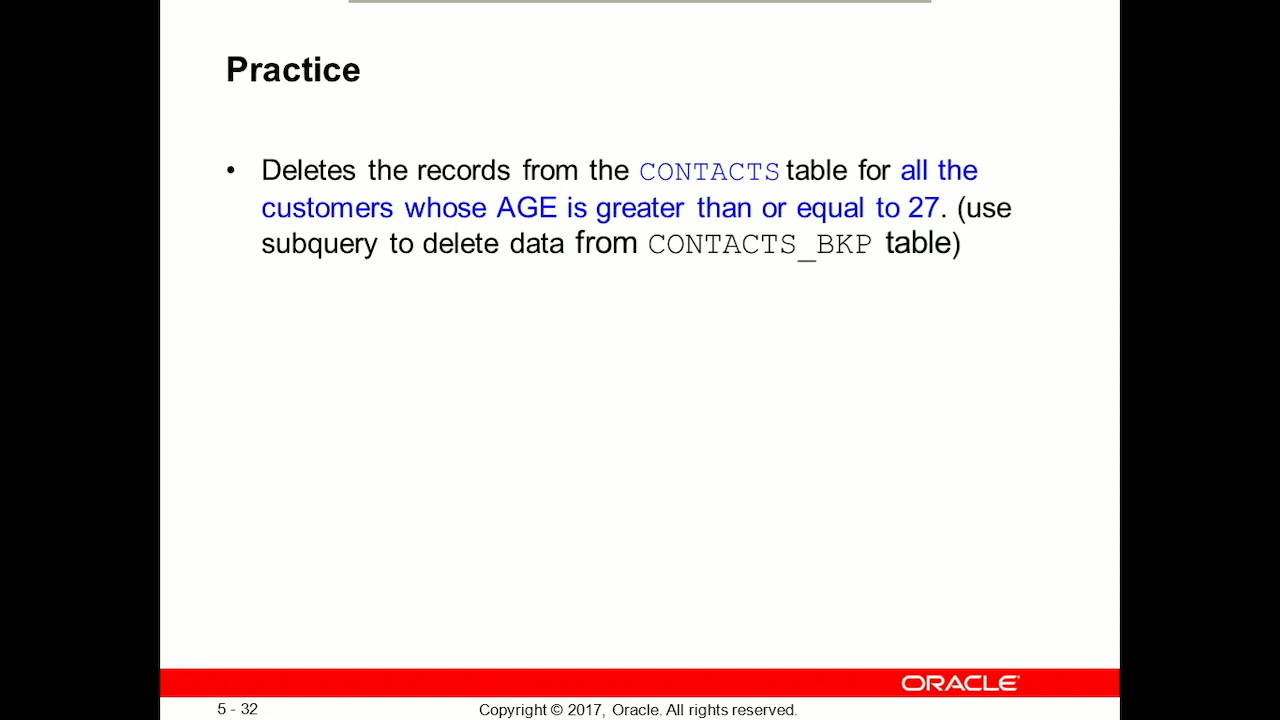 Practice
• Deletes the records from the CONTACTS table for all the
customers whose AGE is greater than or equal to 27. (use
subquery to delete data from CONTACTS_BKP table)
ORACLE
5 - 32
Copyright © 2017, Oracle. All rights reserved.